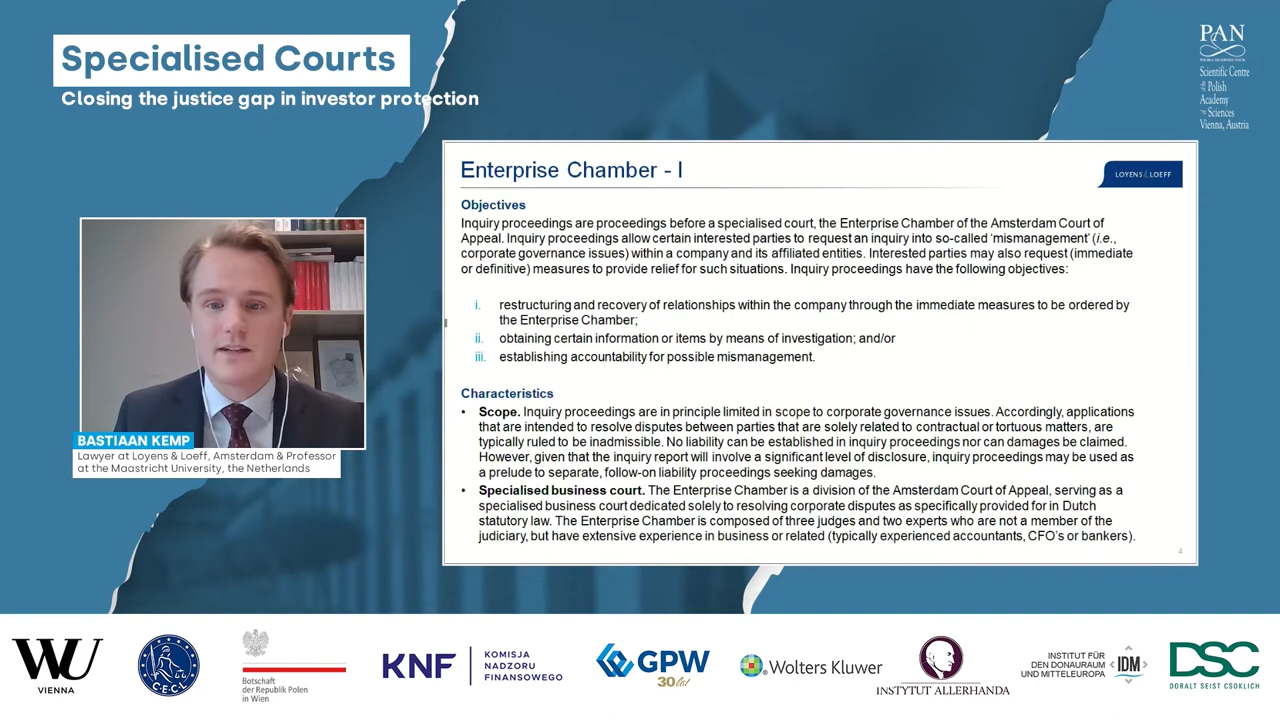 Specialised Courts
Closing the justice gap in investor protection
PAN
POLSKA AKADEMIA NAUK
Scientific Centre
of the Polish
Academy
of Sciences
Vienna, Austria
Enterprise Chamber - I
LOYENS & LOEFF
Objectives
Inquiry proceedings are proceedings before a specialised court, the Enterprise Chamber of the Amsterdam Court of
Appeal. Inquiry proceedings allow certain interested parties to request an inquiry into so-called ‘mismanagement’ (i.e.,
corporate governance issues) within a company and its affiliated entities. Interested parties may also request (immediate
or definitive) measures to provide relief for such situations. Inquiry proceedings have the following objectives:
i. restructuring and recovery of relationships within the company through the immediate measures to be ordered by
the Enterprise Chamber;
ii. obtaining certain information or items by means of investigation; and/or
iii. establishing accountability for possible mismanagement.
Characteristics
• Scope. Inquiry proceedings are in principle limited in scope to corporate governance issues. Accordingly, applications
that are intended to resolve disputes between parties that are solely related to contractual or tortuous matters, are
typically ruled to be inadmissible. No liability can be established in inquiry proceedings nor can damages be claimed.
However, given that the inquiry report will involve a significant level of disclosure, inquiry proceedings may be used as
a prelude to separate, follow-on liability proceedings seeking damages.
• Specialised business court. The Enterprise Chamber is a division of the Amsterdam Court of Appeal, serving as a
specialised business court dedicated solely to resolving corporate disputes as specifically provided for in Dutch
statutory law. The Enterprise Chamber is composed of three judges and two experts who are not a member of the
judiciary, but have extensive experience in business or related (typically experienced accountants, CFO’s or bankers).
4
BASTIAAN KEMP
Lawyer at Loyens & Loeff, Amsterdam & Professor
at the Maastricht University, the Netherlands
WU
VIENNA
C·E·C·L
Botschaft
der Republik Polen
in Wien
KNF
KOMISJA
NADZORU
FINANSOWEGO
GPW
30 lat
Wolters Kluwer
INSTYTUT ALLERHANDA
INSTITUT FÜR
DEN DONAURAUM
UND MITTELEUROPA
IDM
DSC
DORALT SEIST CSOKLICH